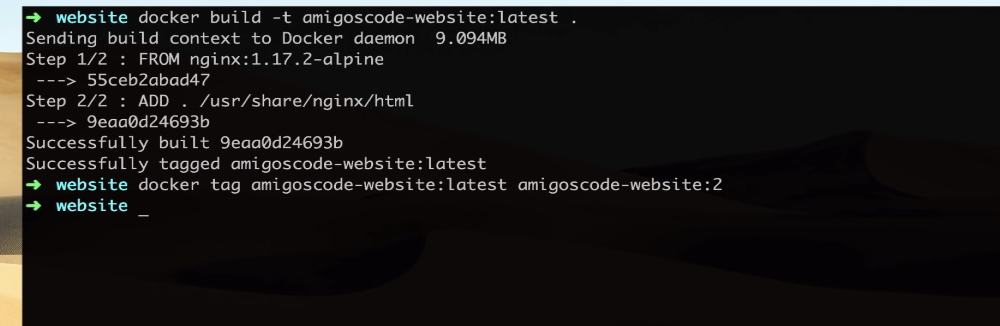 ➜ website docker build -t amigoscode-website:latest .
Sending build context to Docker daemon  9.094MB
Step 1/2 : FROM nginx:1.17.2-alpine
 ---> 55ceb2abad47
Step 2/2 : ADD . /usr/share/nginx/html
 ---> 9eaa0d24693b
Successfully built 9eaa0d24693b
Successfully tagged amigoscode-website:latest
➜ website docker tag amigoscode-website:latest amigoscode-website:2
➜ website _